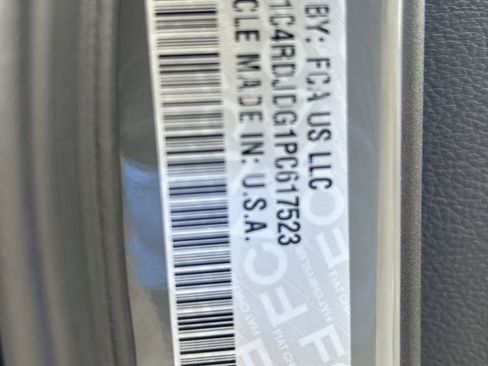 BY: FCA US LLC
1C4RDJDG1PC617523
CLE MADE IN: U.S.A.